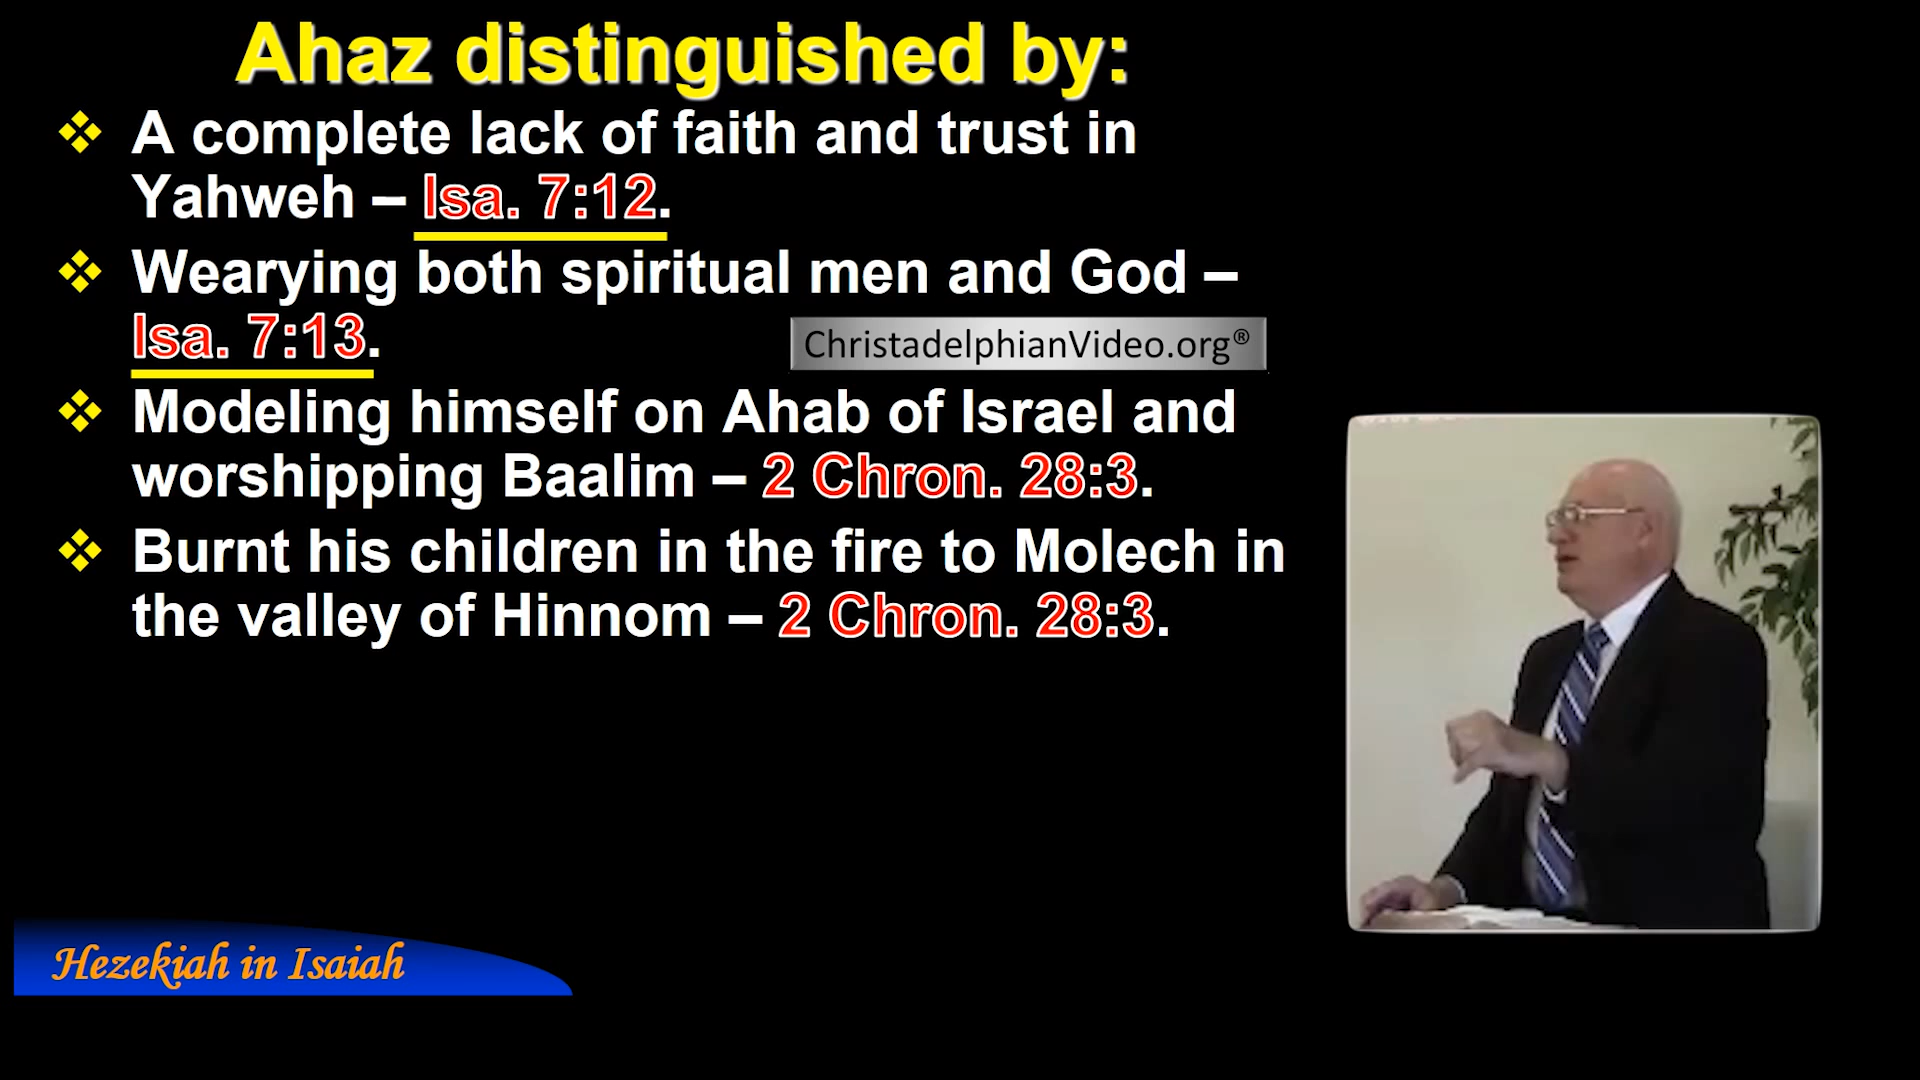 Ahaz distinguished by:
❖ A complete lack of faith and trust in
Yahweh – Isa. 7:12.
❖ Wearying both spiritual men and God –
Isa. 7:13.
ChristadelphianVideo.org®
❖ Modeling himself on Ahab of Israel and
worshipping Baalim – 2 Chron. 28:3.
❖ Burnt his children in the fire to Molech in
the valley of Hinnom – 2 Chron. 28:3.
Hezekiah in Isaiah